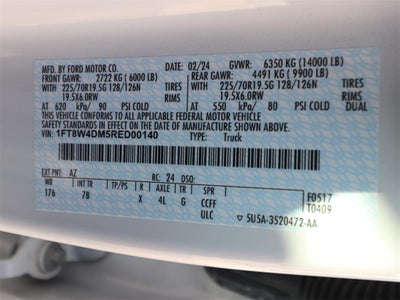 MFD. BY FORD MOTOR CO. 02/24 GVWR: 6350 KG (14000 LB)
FRONT GAWR: 2722 KG (6000 LB) REAR GAWR: 4491 KG (9900 LB)
WITH 225/70R19.5G 128/126N TIRES WITH 225/70R19.5G 128/126N TIRES
19.5X6.0RW 19.5X6.0RW
AT 620 kPa/ 90 PSI COLD AT 550 kPa/ 80 PSI COLD DUAL
THIS VEHICLE CONFORMS TO ALL APPLICABLE FEDERAL MOTOR VEHICLE
SAFETY STANDARDS IN EFFECT ON THE DATE OF MANUFACTURE SHOWN ABOVE.
VIN: 1FT8W4DM5RED00140 TYPE: Truck
EXT PNT: AZ RC: 24 DSO:
WB INT TR TP/PS R AXLE TR SPR
176 78 X 4L G CCFF
ULC
F0517
T0409
5U5A-3520472-AA